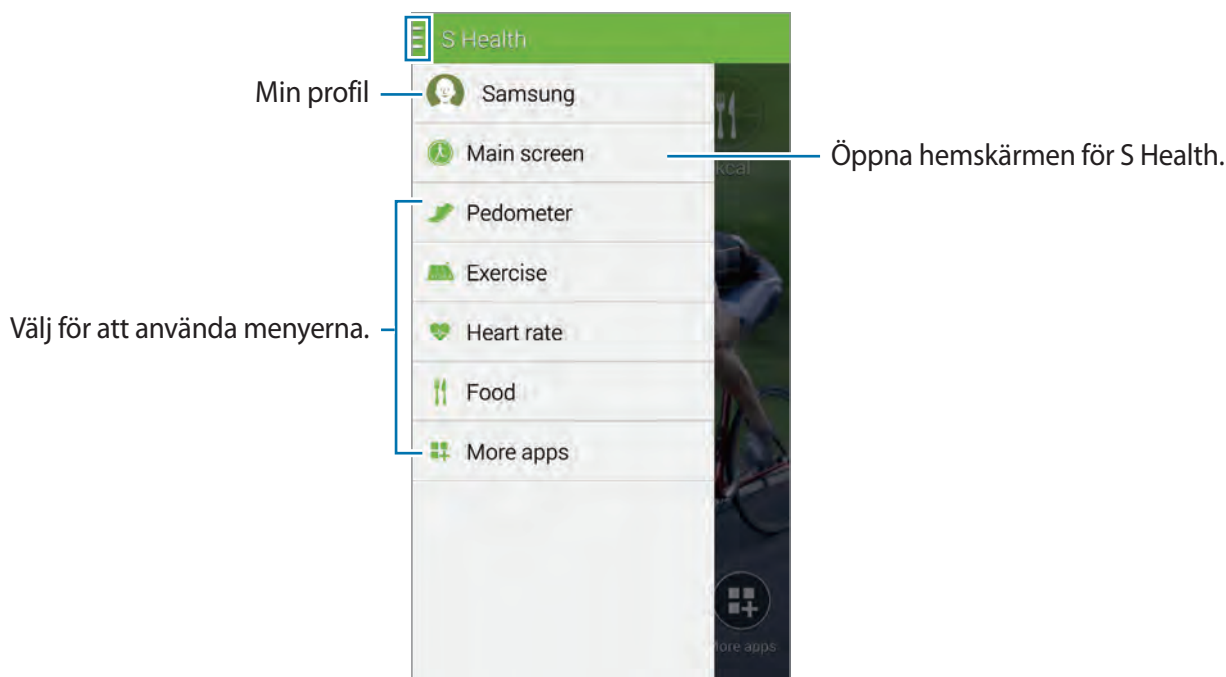 S Health
Min profil
Samsung
Main screen
Öppna hemskärmen för S Health.
kcal
Pedometer
Exercise
Välj för att använda menyerna.
Heart rate
Food
More apps
More apps